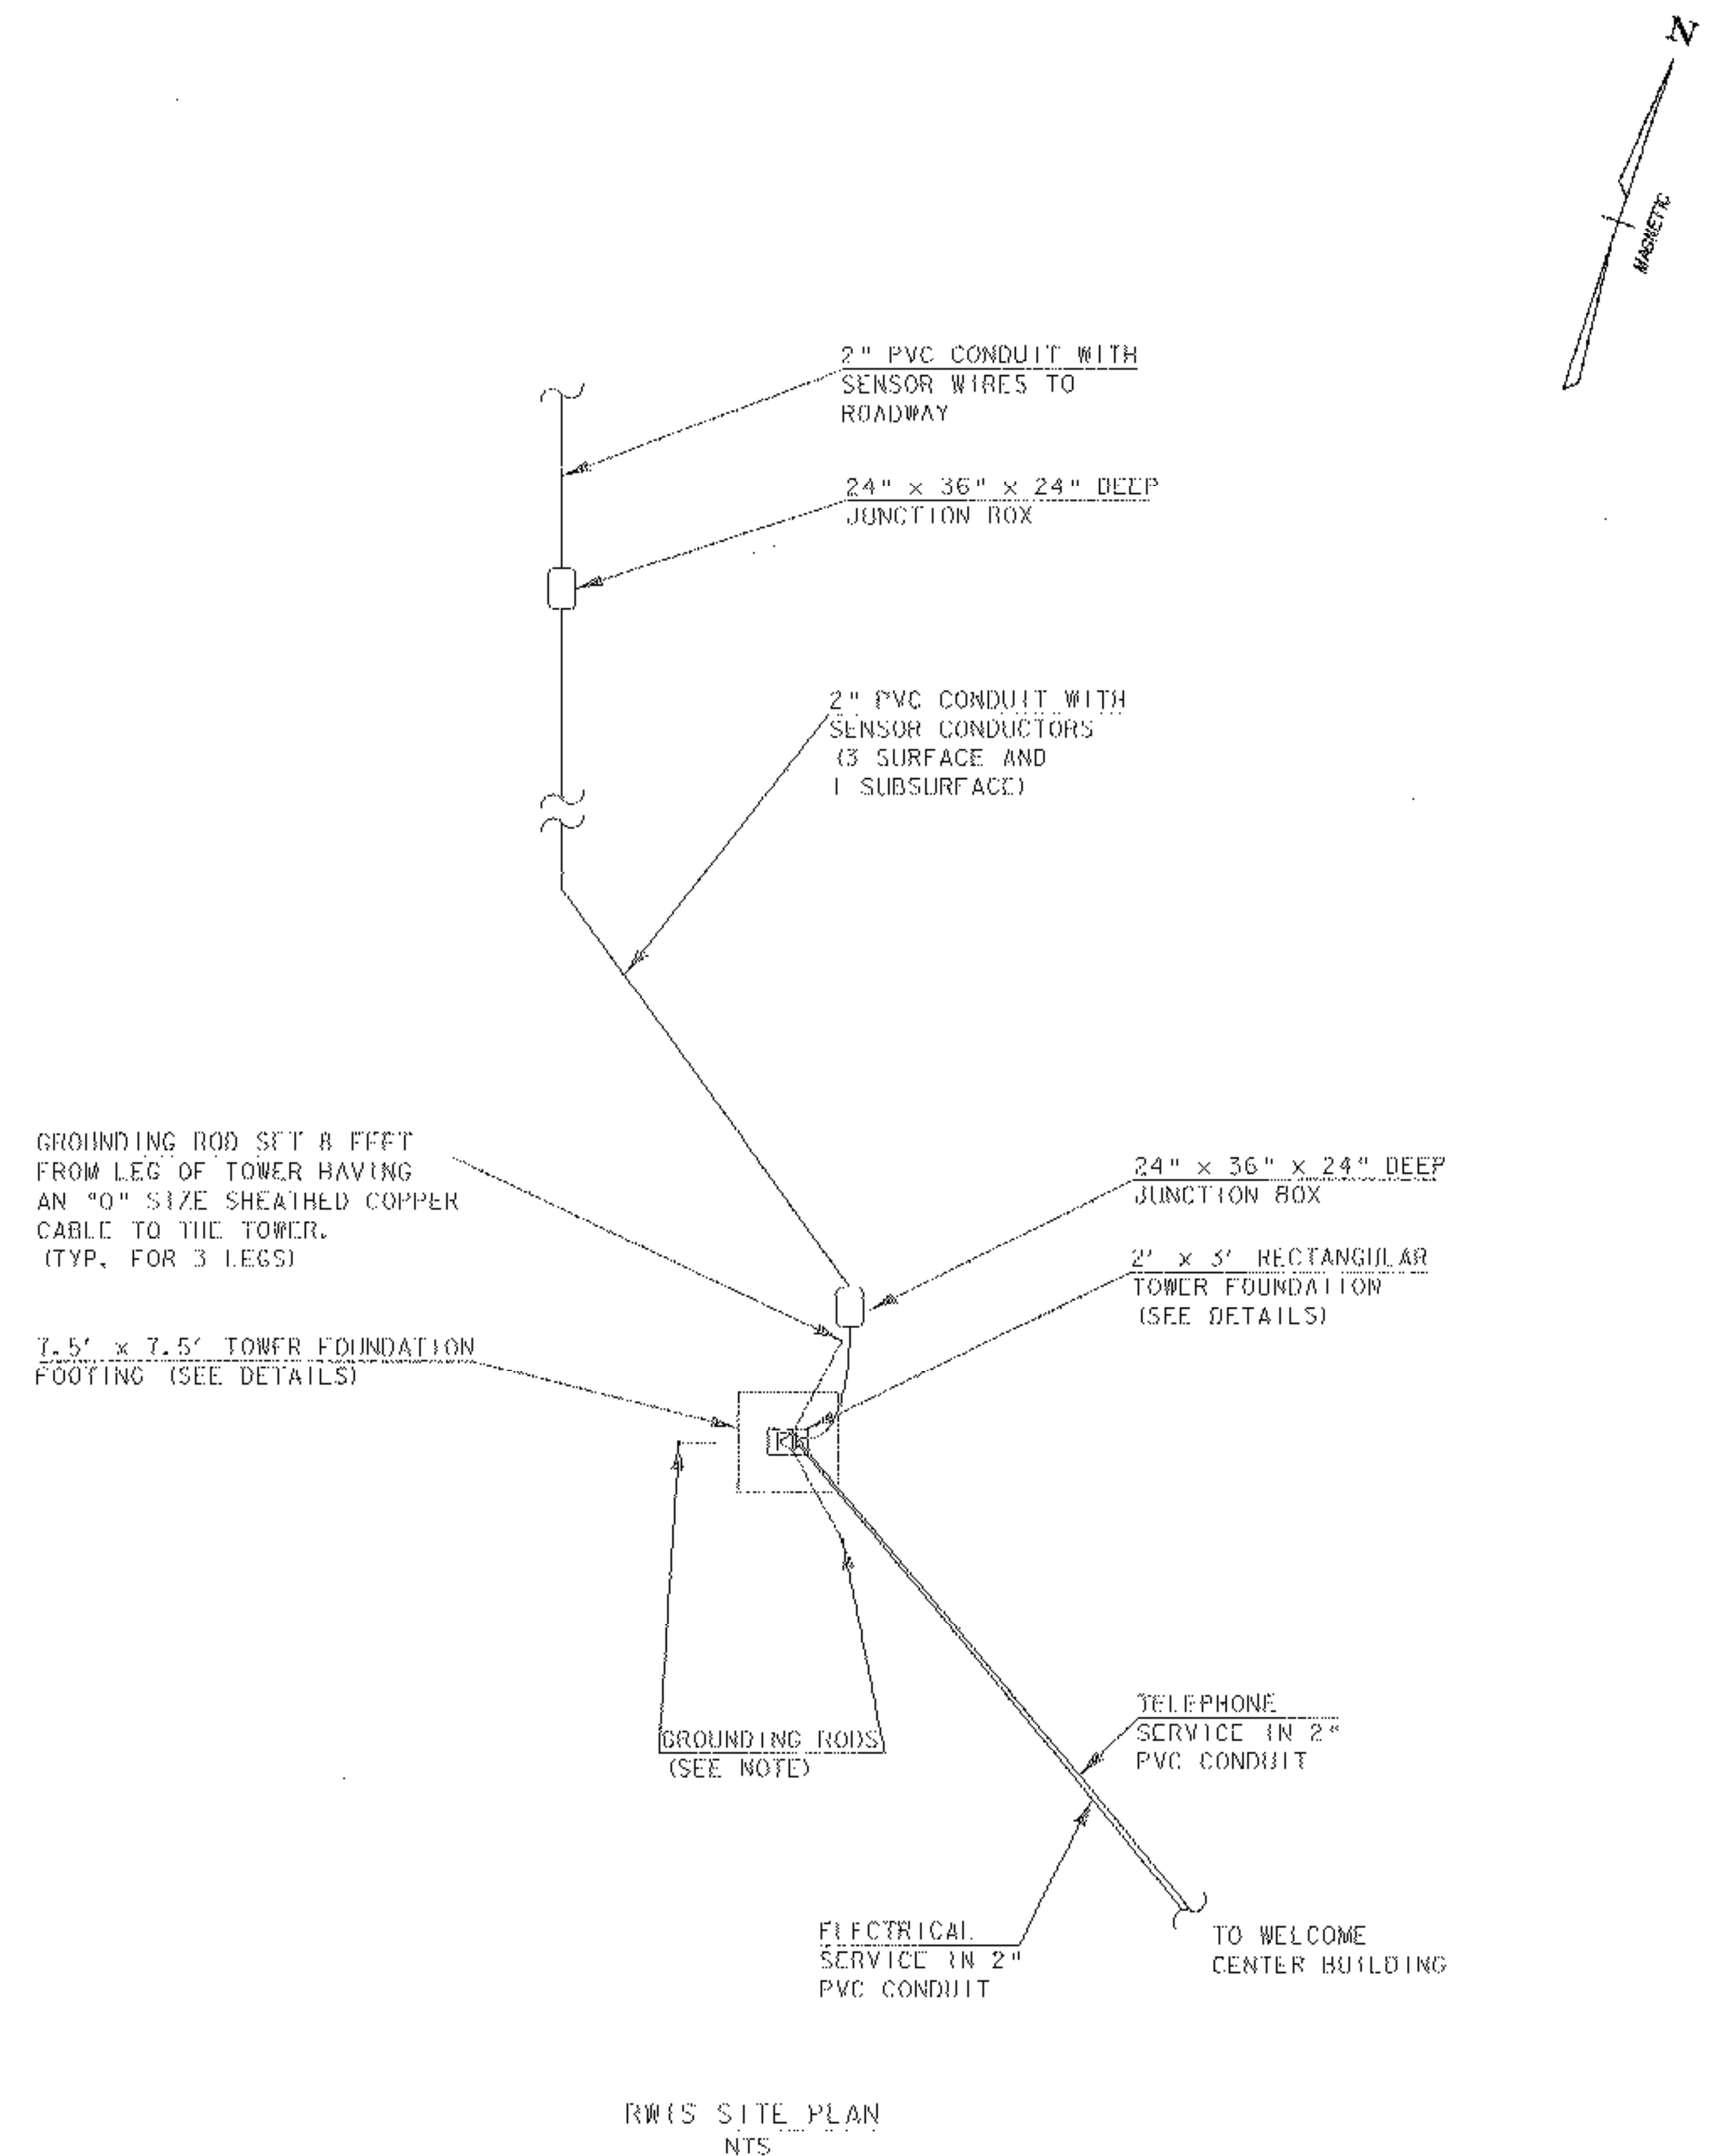 N
MAGNETIC
2" PVC CONDUIT WITH
SENSOR WIRES TO
ROADWAY
24" x 36" x 24" DEEP
JUNCTION BOX
2" PVC CONDUIT WITH
SENSOR CONDUCTORS
(3 SURFACE AND
1 SUBSURFACE)
GROUNDING ROD SET 8 FEET
FROM LEG OF TOWER HAVING
AN "0" SIZE SHEATHED COPPER
CABLE TO THE TOWER.
(TYP. FOR 3 LEGS)
24" x 36" x 24" DEEP
JUNCTION BOX
2' x 3' RECTANGULAR
TOWER FOUNDATION
(SEE DETAILS)
7.5' x 7.5' TOWER FOUNDATION
FOOTING (SEE DETAILS)
GROUNDING RODS
(SEE NOTE)
TELEPHONE
SERVICE IN 2"
PVC CONDUIT
ELECTRICAL
SERVICE IN 2"
PVC CONDUIT
TO WELCOME
CENTER BUILDING
RWIS SITE PLAN
NTS